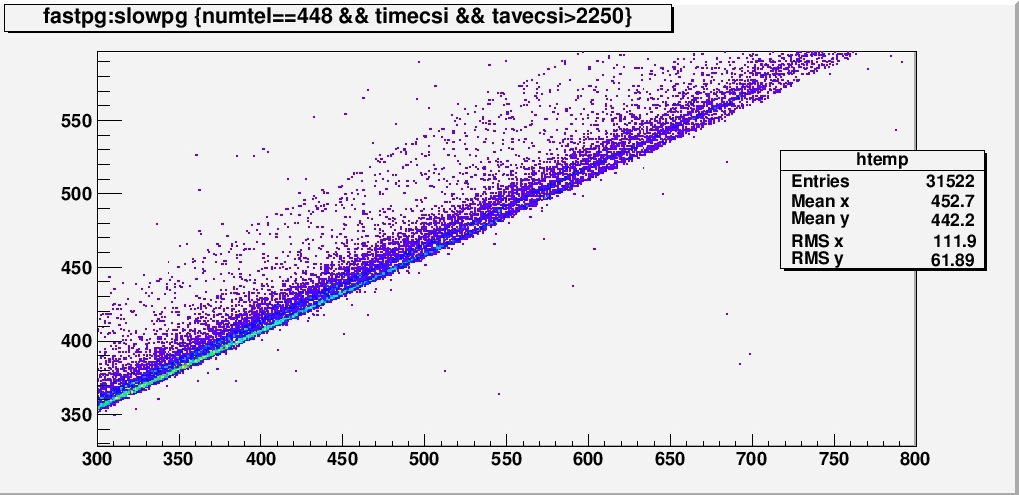 fastpg:slowpg {numtel==448 && timecsi && tavecsi>2250}
550
500
450
400
350
300 350 400 450 500 550 600 650 700 750 800
htemp
Entries 31522
Mean x 452.7
Mean y 442.2
RMS x 111.9
RMS y 61.89